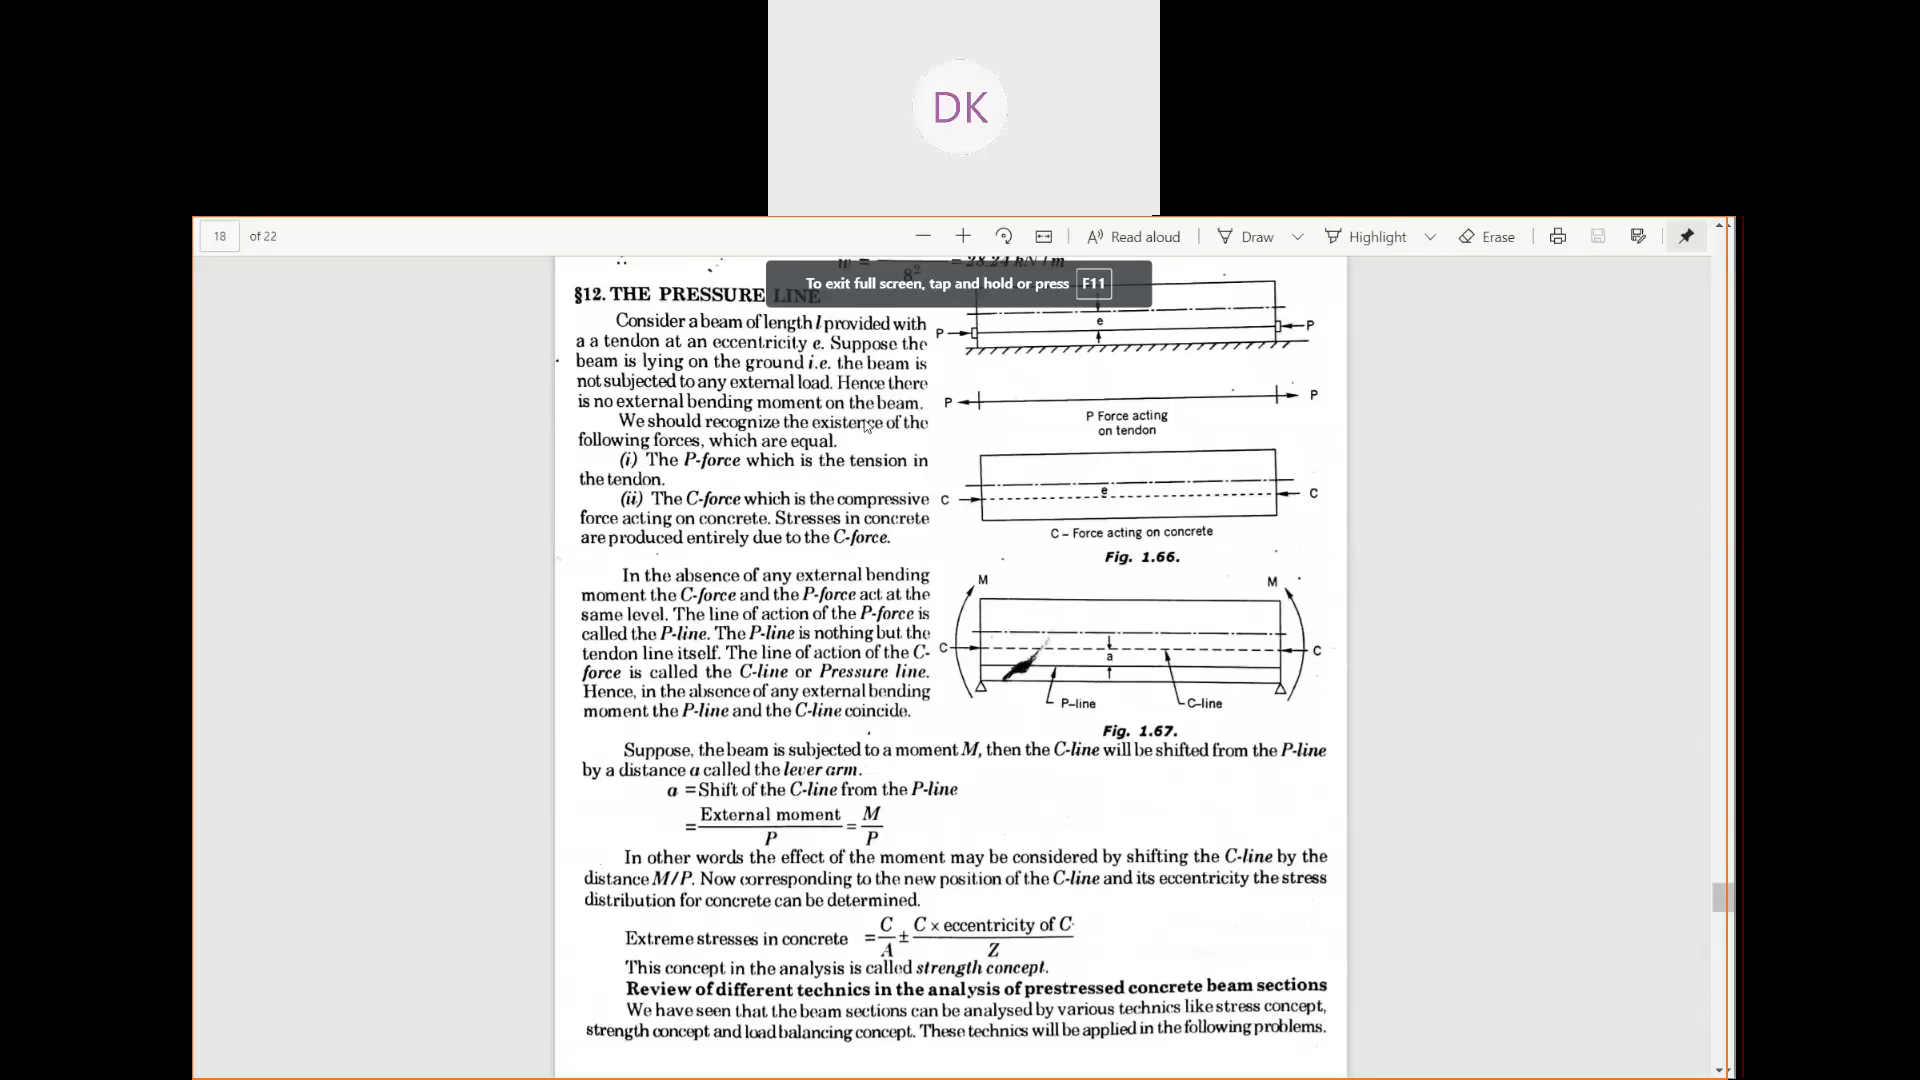 DK
18 of 22
Read aloud
Draw
Highlight
Erase
To exit full screen, tap and hold or press F11
8²
= 28.24 kN/m
§12. THE PRESSURE LINE
Consider a beam of length l provided with
a a tendon at an eccentricity e. Suppose the
beam is lying on the ground i.e. the beam is
not subjected to any external load. Hence there
is no external bending moment on the beam.
We should recognize the existence of the
following forces, which are equal.
(i) The P-force which is the tension in
the tendon.
(ii) The C-force which is the compressive
force acting on concrete. Stresses in concrete
are produced entirely due to the C-force.
P
e
P
P
P
P Force acting
on tendon
C
e
C
C – Force acting on concrete
Fig. 1.66.
In the absence of any external bending
moment the C-force and the P-force act at the
same level. The line of action of the P-force is
called the P-line. The P-line is nothing but the
tendon line itself. The line of action of the C-
force is called the C-line or Pressure line.
Hence, in the absence of any external bending
moment the P-line and the C-line coincide.
M
M
C
a
C
P-line
C-line
Fig. 1.67.
Suppose, the beam is subjected to a moment M, then the C-line will be shifted from the P-line
by a distance a called the lever arm.
a = Shift of the C-line from the P-line
= External moment / P = M / P
In other words the effect of the moment may be considered by shifting the C-line by the
distance M/P. Now corresponding to the new position of the C-line and its eccentricity the stress
distribution for concrete can be determined.
Extreme stresses in concrete = C / A ± C × eccentricity of C / Z
This concept in the analysis is called strength concept.
Review of different technics in the analysis of prestressed concrete beam sections
We have seen that the beam sections can be analysed by various technics like stress concept,
strength concept and load balancing concept. These technics will be applied in the following problems.